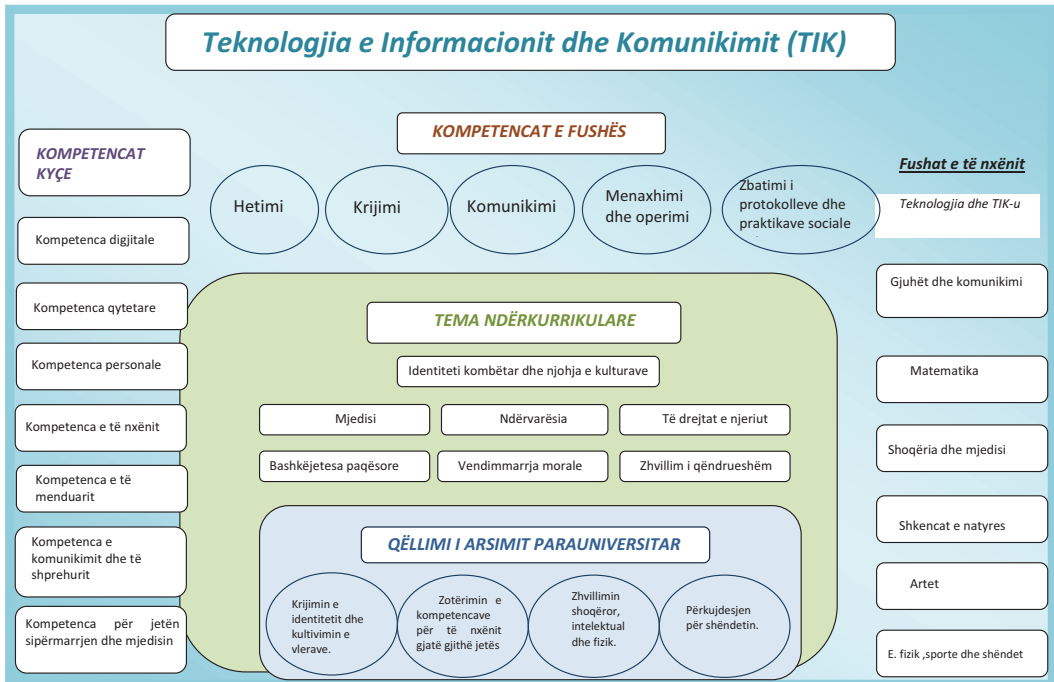 Teknologjia e Informacionit dhe Komunikimit (TIK)
KOMPETENCAT E FUSHËS
KOMPETENCAT
KYÇE
Kompetenca digjitale
Kompetenca qytetare
Kompetenca personale
Kompetenca e të nxënit
Kompetenca e të
menduarit
Kompetenca e
komunikimit dhe të
shprehurit
Kompetenca për jetën
sipërmarrjen dhe mjedisin
Hetimi
Krijimi
Komunikimi
Menaxhimi
dhe operimi
Zbatimi i
protokolleve dhe
praktikave sociale
TEMA NDËRKURRIKULARE
Identiteti kombëtar dhe njohja e kulturave
Mjedisi
Ndërvarësia
Të drejtat e njeriut
Bashkëjetesa paqësore
Vendimmarrja morale
Zhvillim i qëndrueshëm
QËLLIMI I ARSIMIT PARAUNIVERSITAR
Krijimin e
identitetit dhe
kultivimin e
vlerave.
Zotërimin e
kompetencave
për të nxënit
gjatë gjithë jetës
Zhvillimin
shoqëror,
intelektual
dhe fizik.
Përkujdesjen
për shëndetin.
Fushat e të nxënit
Teknologjia dhe TIK-u
Gjuhët dhe komunikimi
Matematika
Shoqëria dhe mjedisi
Shkencat e natyres
Artet
E. fizik ,sporte dhe shëndet